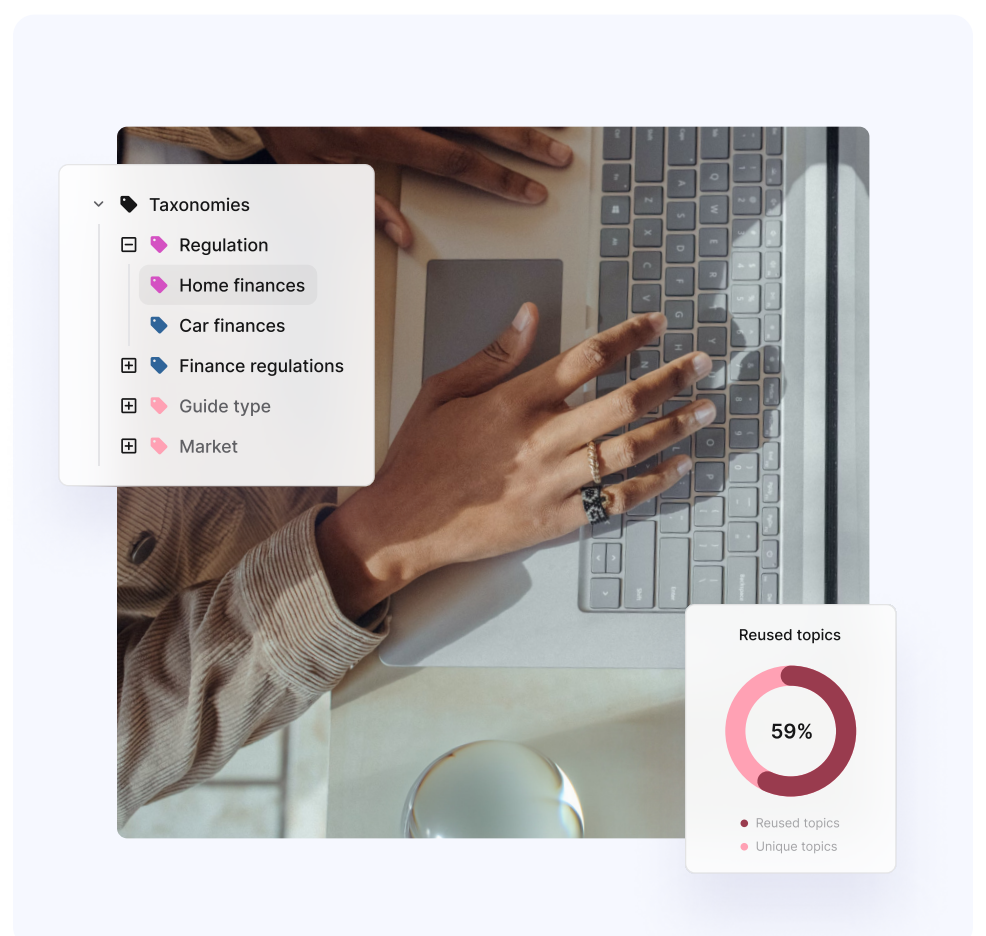 Taxonomies
Regulation
Home finances
Car finances
Finance regulations
Guide type
Market
Reused topics
59%
Reused topics
Unique topics